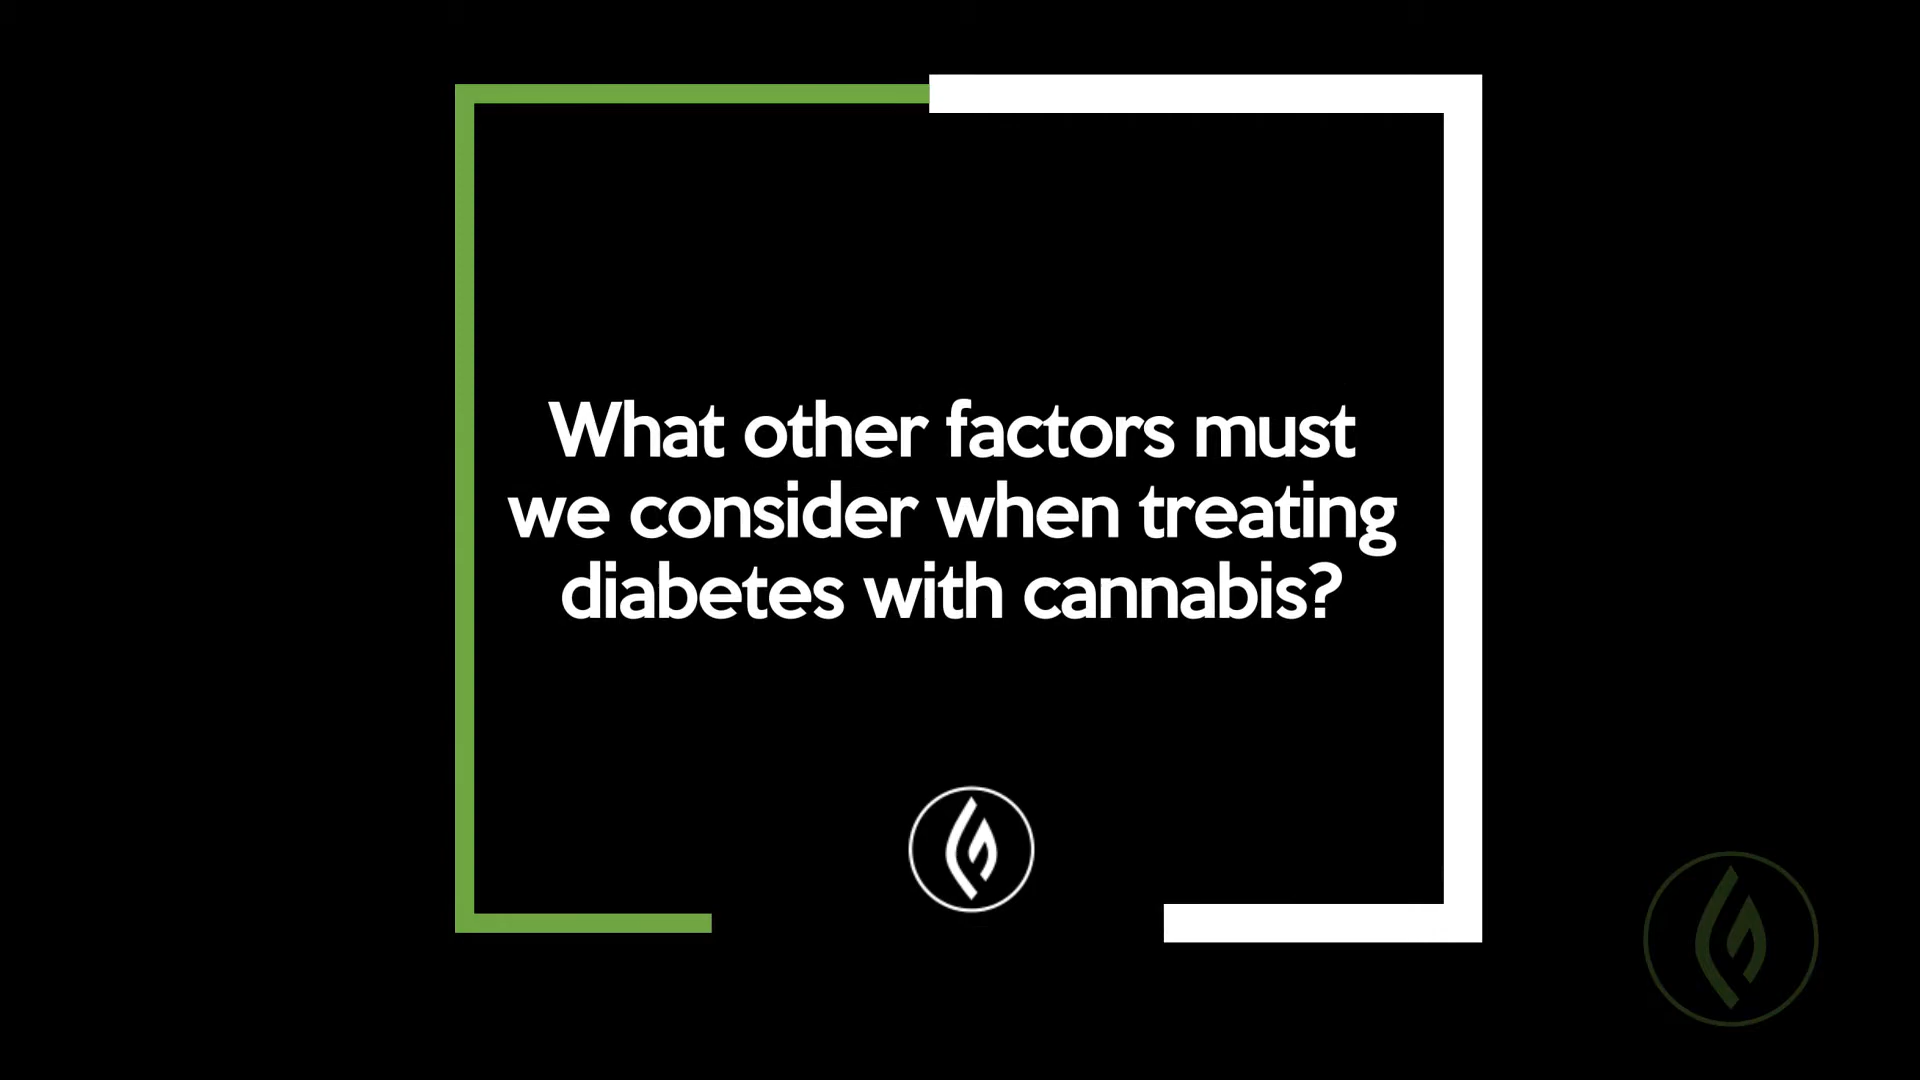 What other factors must
we consider when treating
diabetes with cannabis?